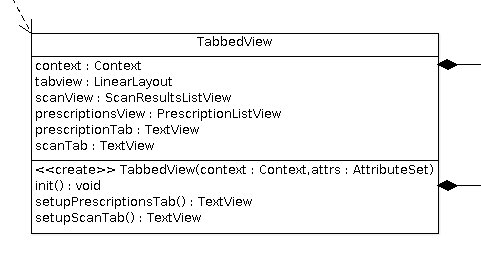 TabbedView
context : Context
tabview : LinearLayout
scanView : ScanResultsListView
prescriptionsView : PrescriptionListView
prescriptionTab : TextView
scanTab : TextView
<<create>> TabbedView(context : Context,attrs : AttributeSet)
init() : void
setupPrescriptionsTab() : TextView
setupScanTab() : TextView